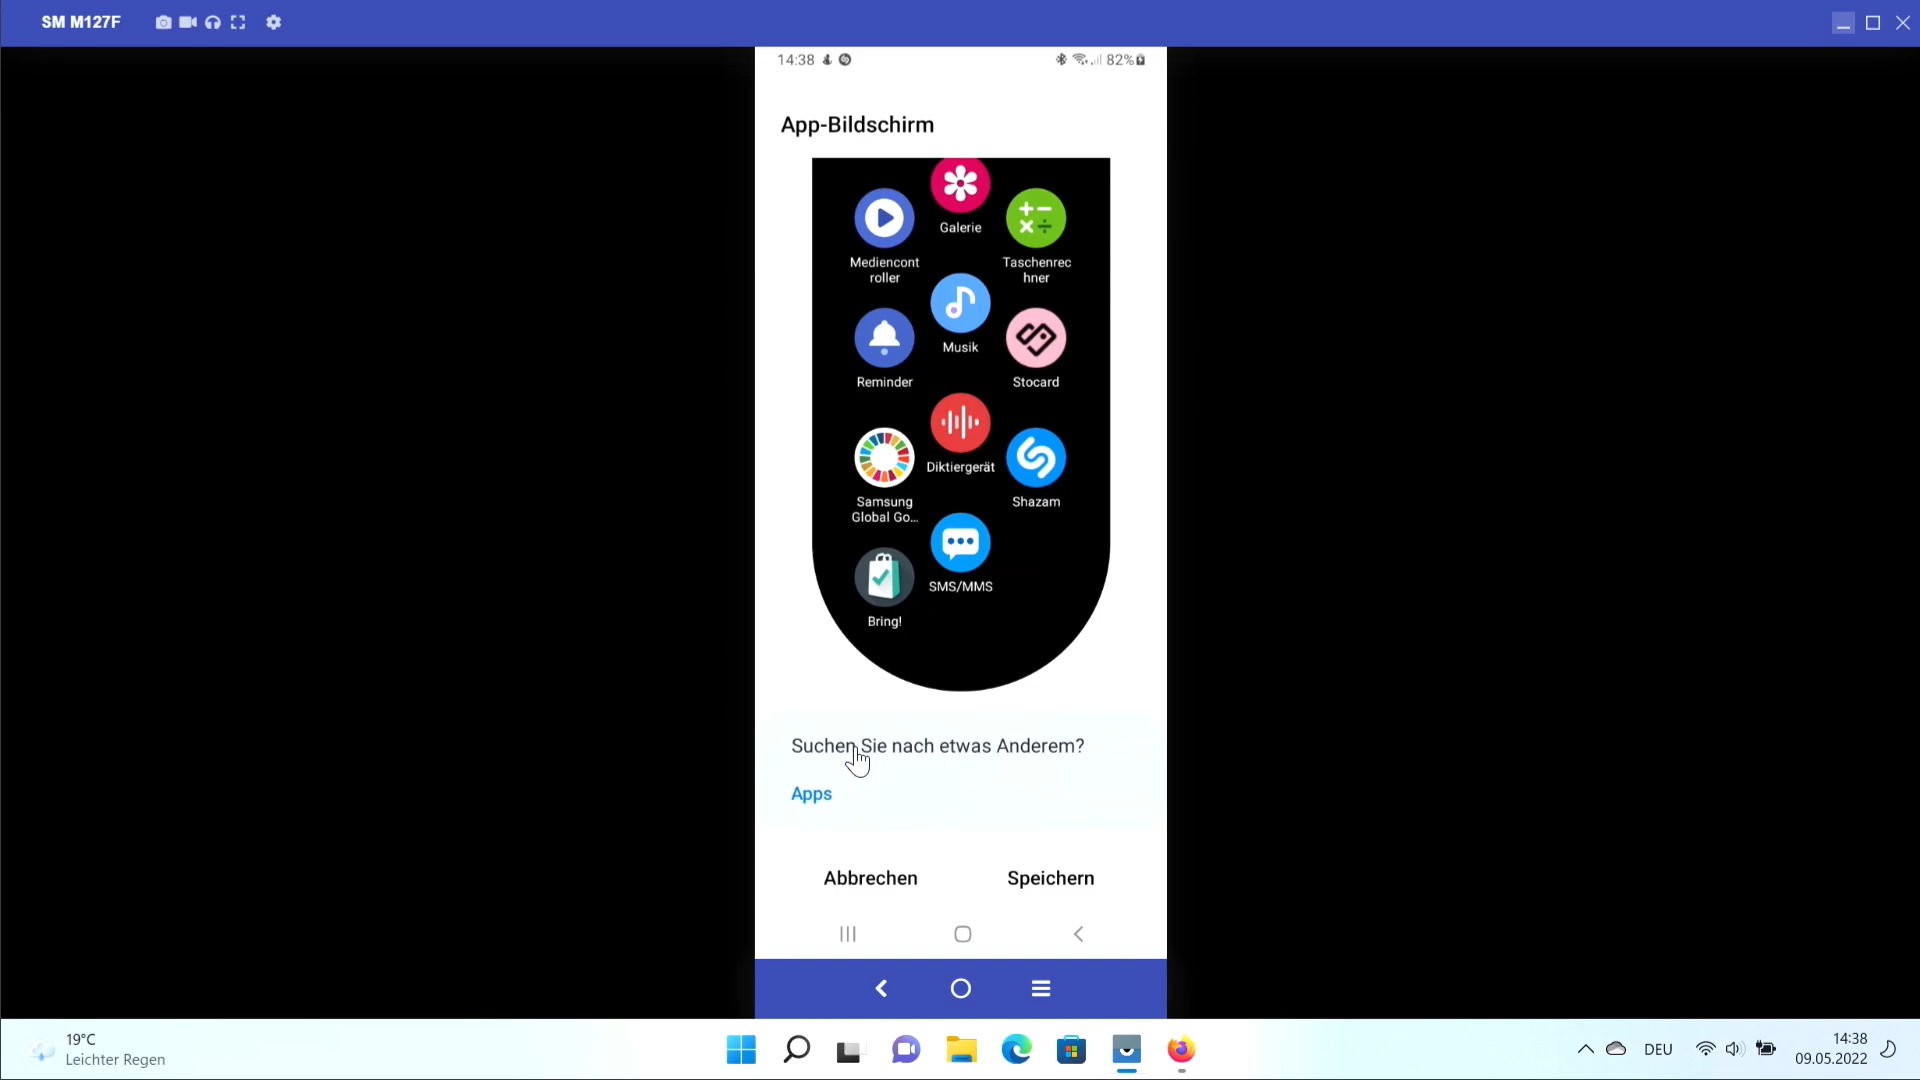 SM M127F
14:38
82%
App-Bildschirm
Galerie
Mediencont
roller
Taschenrec
hner
Musik
Reminder
Stocard
Diktiergerät
Samsung
Global Go...
Shazam
SMS/MMS
Bring!
Suchen Sie nach etwas Anderem?
Apps
Abbrechen
Speichern
19°C
Leichter Regen
DEU
14:38
09.05.2022